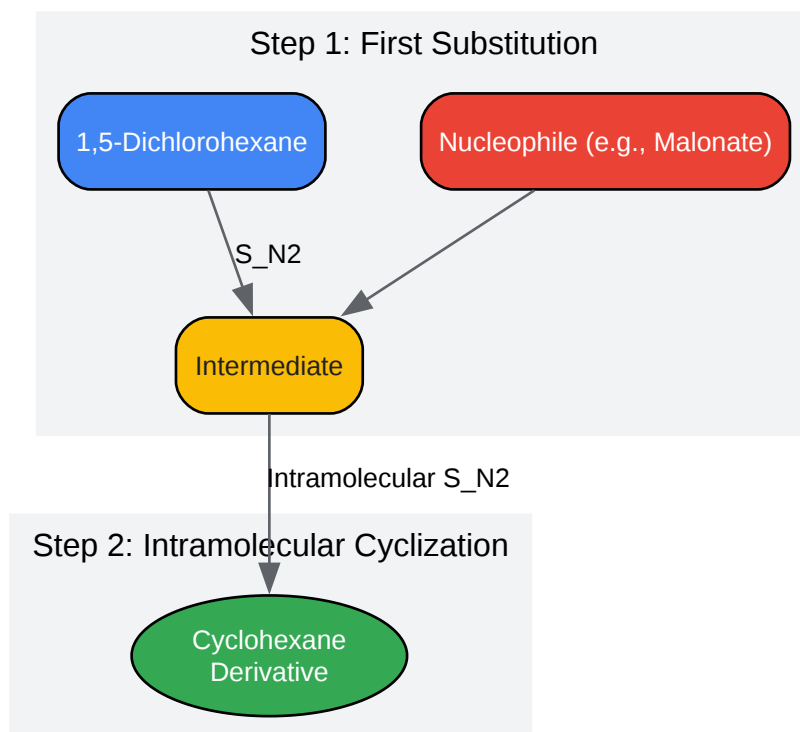 Step 1: First Substitution
1,5-Dichlorohexane
Nucleophile (e.g., Malonate)
S_N2
Intermediate
Intramolecular S_N2
Step 2: Intramolecular Cyclization
Cyclohexane
Derivative